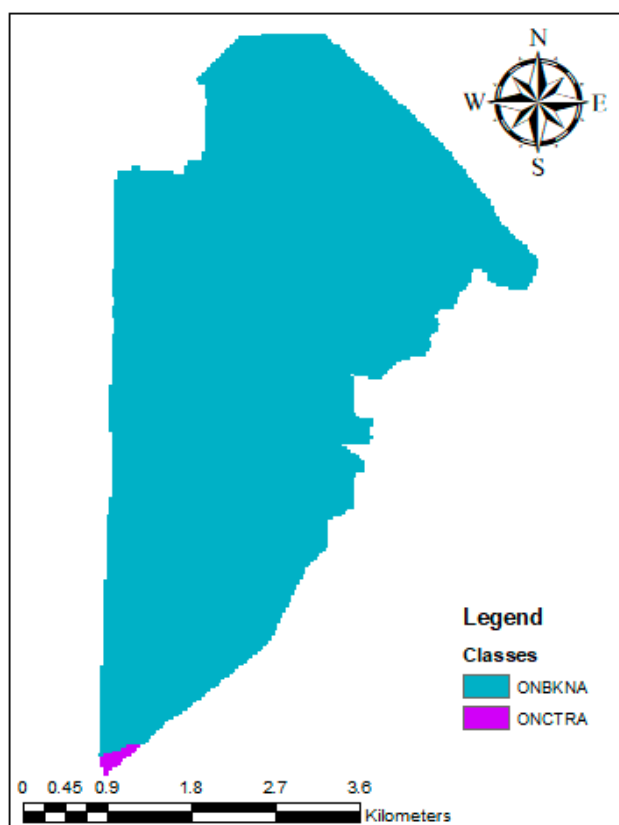 N
W E
S
Legend
Classes
ONBKNA
ONCTRA
0 0.45 0.9 1.8 2.7 3.6
Kilometers